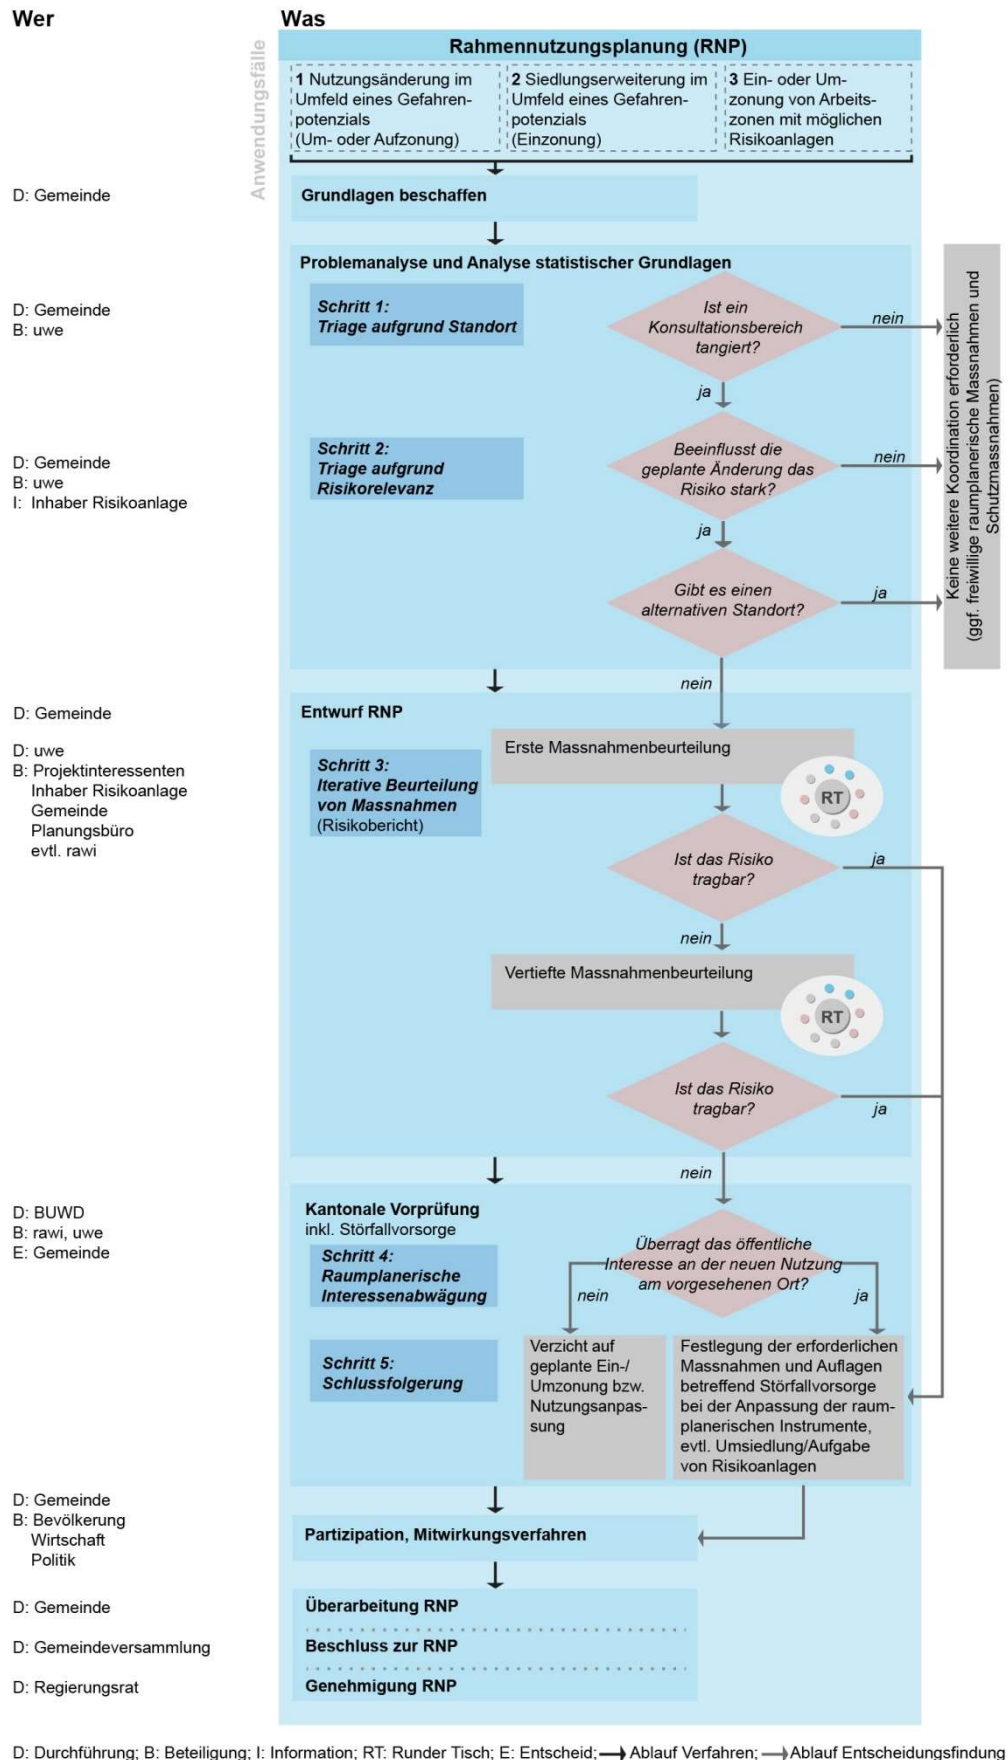 Wer
Was
Anwendungsfälle
Rahmennutzungsplanung (RNP)
1 Nutzungsänderung im
Umfeld eines Gefahren-
potenzials
(Um- oder Aufzonung)
2 Siedlungserweiterung im
Umfeld eines Gefahren-
potenzials
(Einzonung)
3 Ein- oder Um-
zonung von Arbeits-
zonen mit möglichen
Risikoanlagen
D: Gemeinde
Grundlagen beschaffen
Problemanalyse und Analyse statistischer Grundlagen
D: Gemeinde
B: uwe
Schritt 1:
Triage aufgrund Standort
Ist ein
Konsultationsbereich
tangiert?
nein
ja
Keine weitere Koordination erforderlich
(ggf. freiwillige raumplanerische Massnahmen und
Schutzmassnahmen)
D: Gemeinde
B: uwe
I: Inhaber Risikoanlage
Schritt 2:
Triage aufgrund
Risikorelevanz
Beeinflusst die
geplante Änderung das
Risiko stark?
nein
ja
Gibt es einen
alternativen Standort?
ja
nein
D: Gemeinde
D: uwe
B: Projektinteressenten
Inhaber Risikoanlage
Gemeinde
Planungsbüro
evtl. rawi
Entwurf RNP
Schritt 3:
Iterative Beurteilung
von Massnahmen
(Risikobericht)
Erste Massnahmenbeurteilung
RT
Ist das Risiko
tragbar?
ja
nein
Vertiefte Massnahmenbeurteilung
RT
Ist das Risiko
tragbar?
ja
nein
D: BUWD
B: rawi, uwe
E: Gemeinde
Kantonale Vorprüfung
inkl. Störfallvorsorge
Schritt 4:
Raumplanerische
Interessenabwägung
Überragt das öffentliche
Interesse an der neuen Nutzung
am vorgesehenen Ort?
nein
ja
Schritt 5:
Schlussfolgerung
Verzicht auf
geplante Ein-/
Umzonung bzw.
Nutzungsanpas-
sung
Festlegung der erforderlichen
Massnahmen und Auflagen
betreffend Störfallvorsorge
bei der Anpassung der raum-
planerischen Instrumente,
evtl. Umsiedlung/Aufgabe
von Risikoanlagen
D: Gemeinde
B: Bevölkerung
Wirtschaft
Politik
Partizipation, Mitwirkungsverfahren
D: Gemeinde
Überarbeitung RNP
D: Gemeindeversammlung
Beschluss zur RNP
D: Regierungsrat
Genehmigung RNP
D: Durchführung; B: Beteiligung; I: Information; RT: Runder Tisch; E: Entscheid; Ablauf Verfahren; Ablauf Entscheidungsfindung